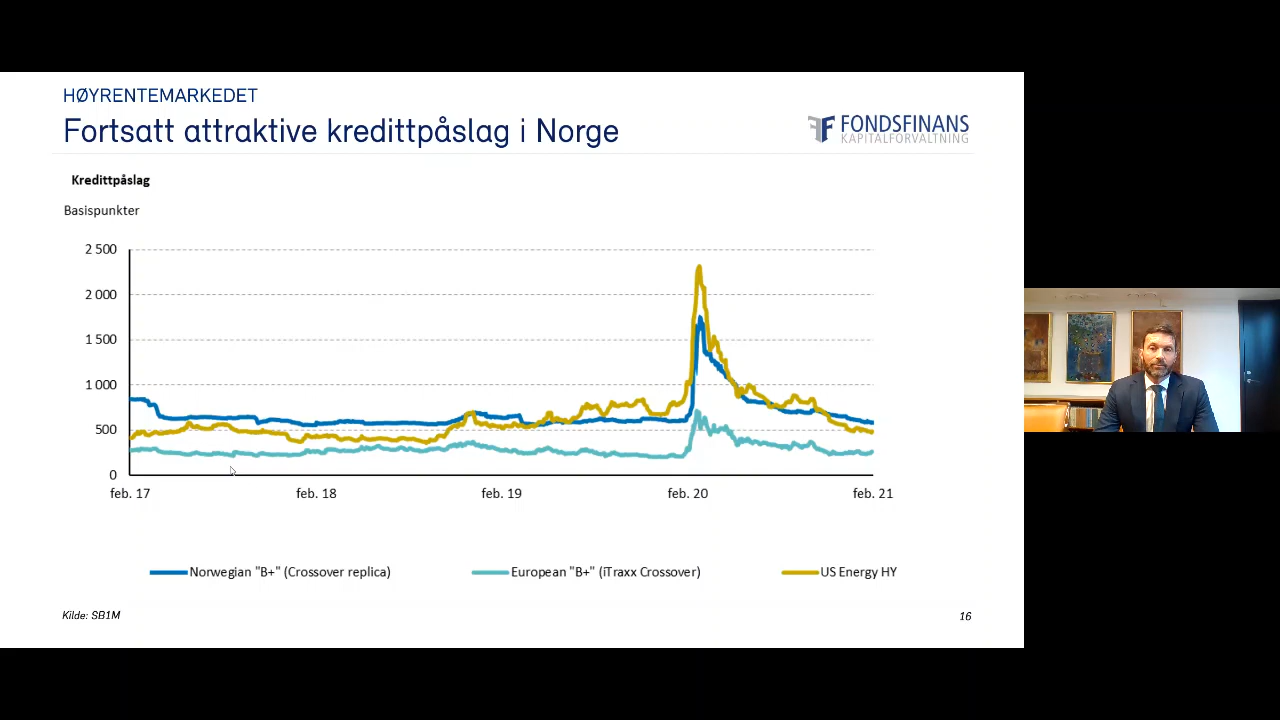 HØYRENTEMARKEDET
Fortsatt attraktive kredittpåslag i Norge
FONDSFINANS
KAPITALFORVALTNING
Kredittpåslag
Basispunkter
2 500
2 000
1 500
1 000
500
0
feb. 17 feb. 18 feb. 19 feb. 20 feb. 21
Norwegian "B+" (Crossover replica) European "B+" (iTraxx Crossover) US Energy HY
Kilde: SB1M
16